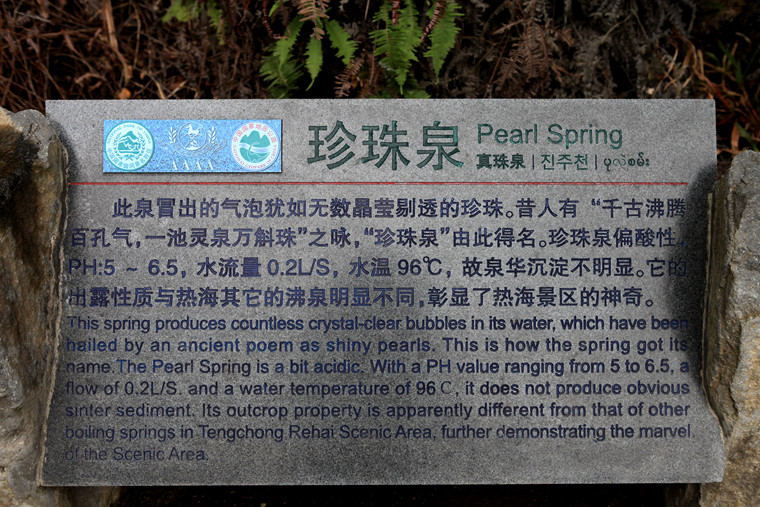 珍珠泉 Pearl Spring
真珠泉 | 진주천 | ပုလဲစမ်း
此泉冒出的气泡犹如无数晶莹剔透的珍珠。昔人有“千古沸腾
百孔气，一池灵泉万斛珠”之咏，“珍珠泉”由此得名。珍珠泉偏酸性，
PH:5 ~ 6.5，水流量0.2L/S，水温96℃，故泉华沉淀不明显。它的
出露性质与热海其它的沸泉明显不同，彰显了热海景区的神奇。
This spring produces countless crystal-clear bubbles in its water, which have been
hailed by an ancient poem as shiny pearls. This is how the spring got its
name.The Pearl Spring is a bit acidic. With a PH value ranging from 5 to 6.5, a
flow of 0.2L/S. and a water temperature of 96℃, it does not produce obvious
sinter sediment. Its outcrop property is apparently different from that of other
boiling springs in Tengchong Rehai Scenic Area, further demonstrating the marvel
of the Scenic Area.